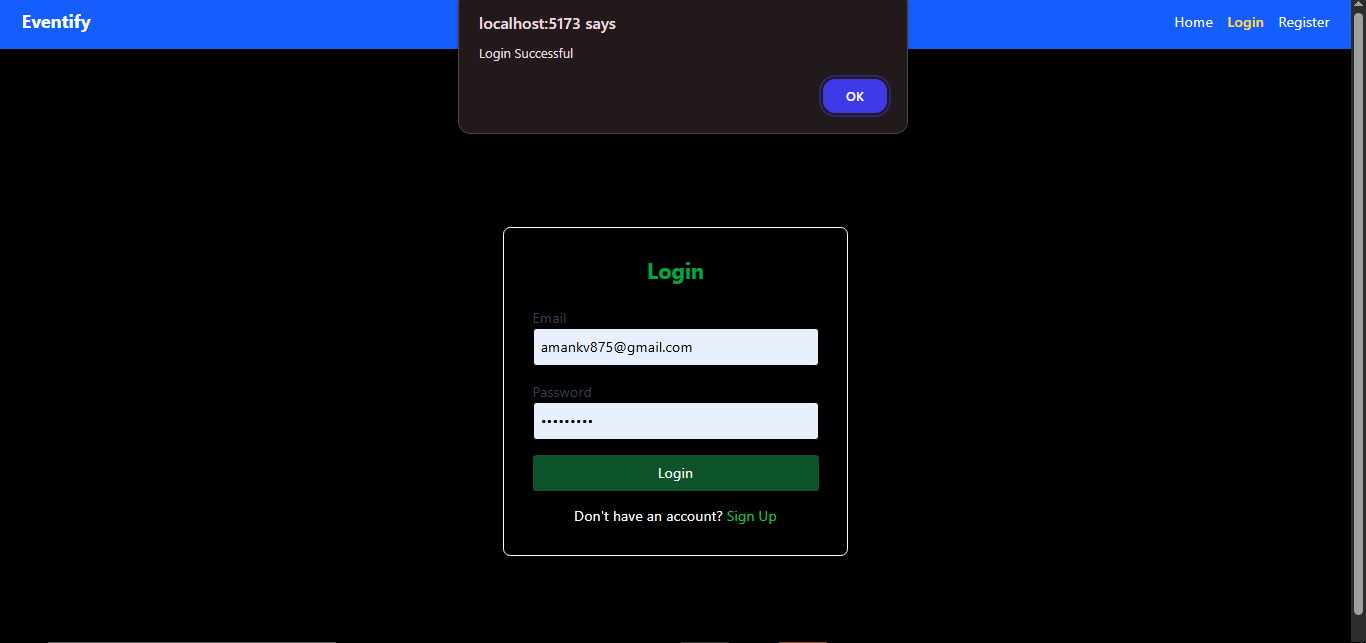 Eventify
localhost:5173 says
Home Login Register
Login Successful
OK
Login
Email
amankv875@gmail.com
Password
•••••••••
Login
Don't have an account? Sign Up